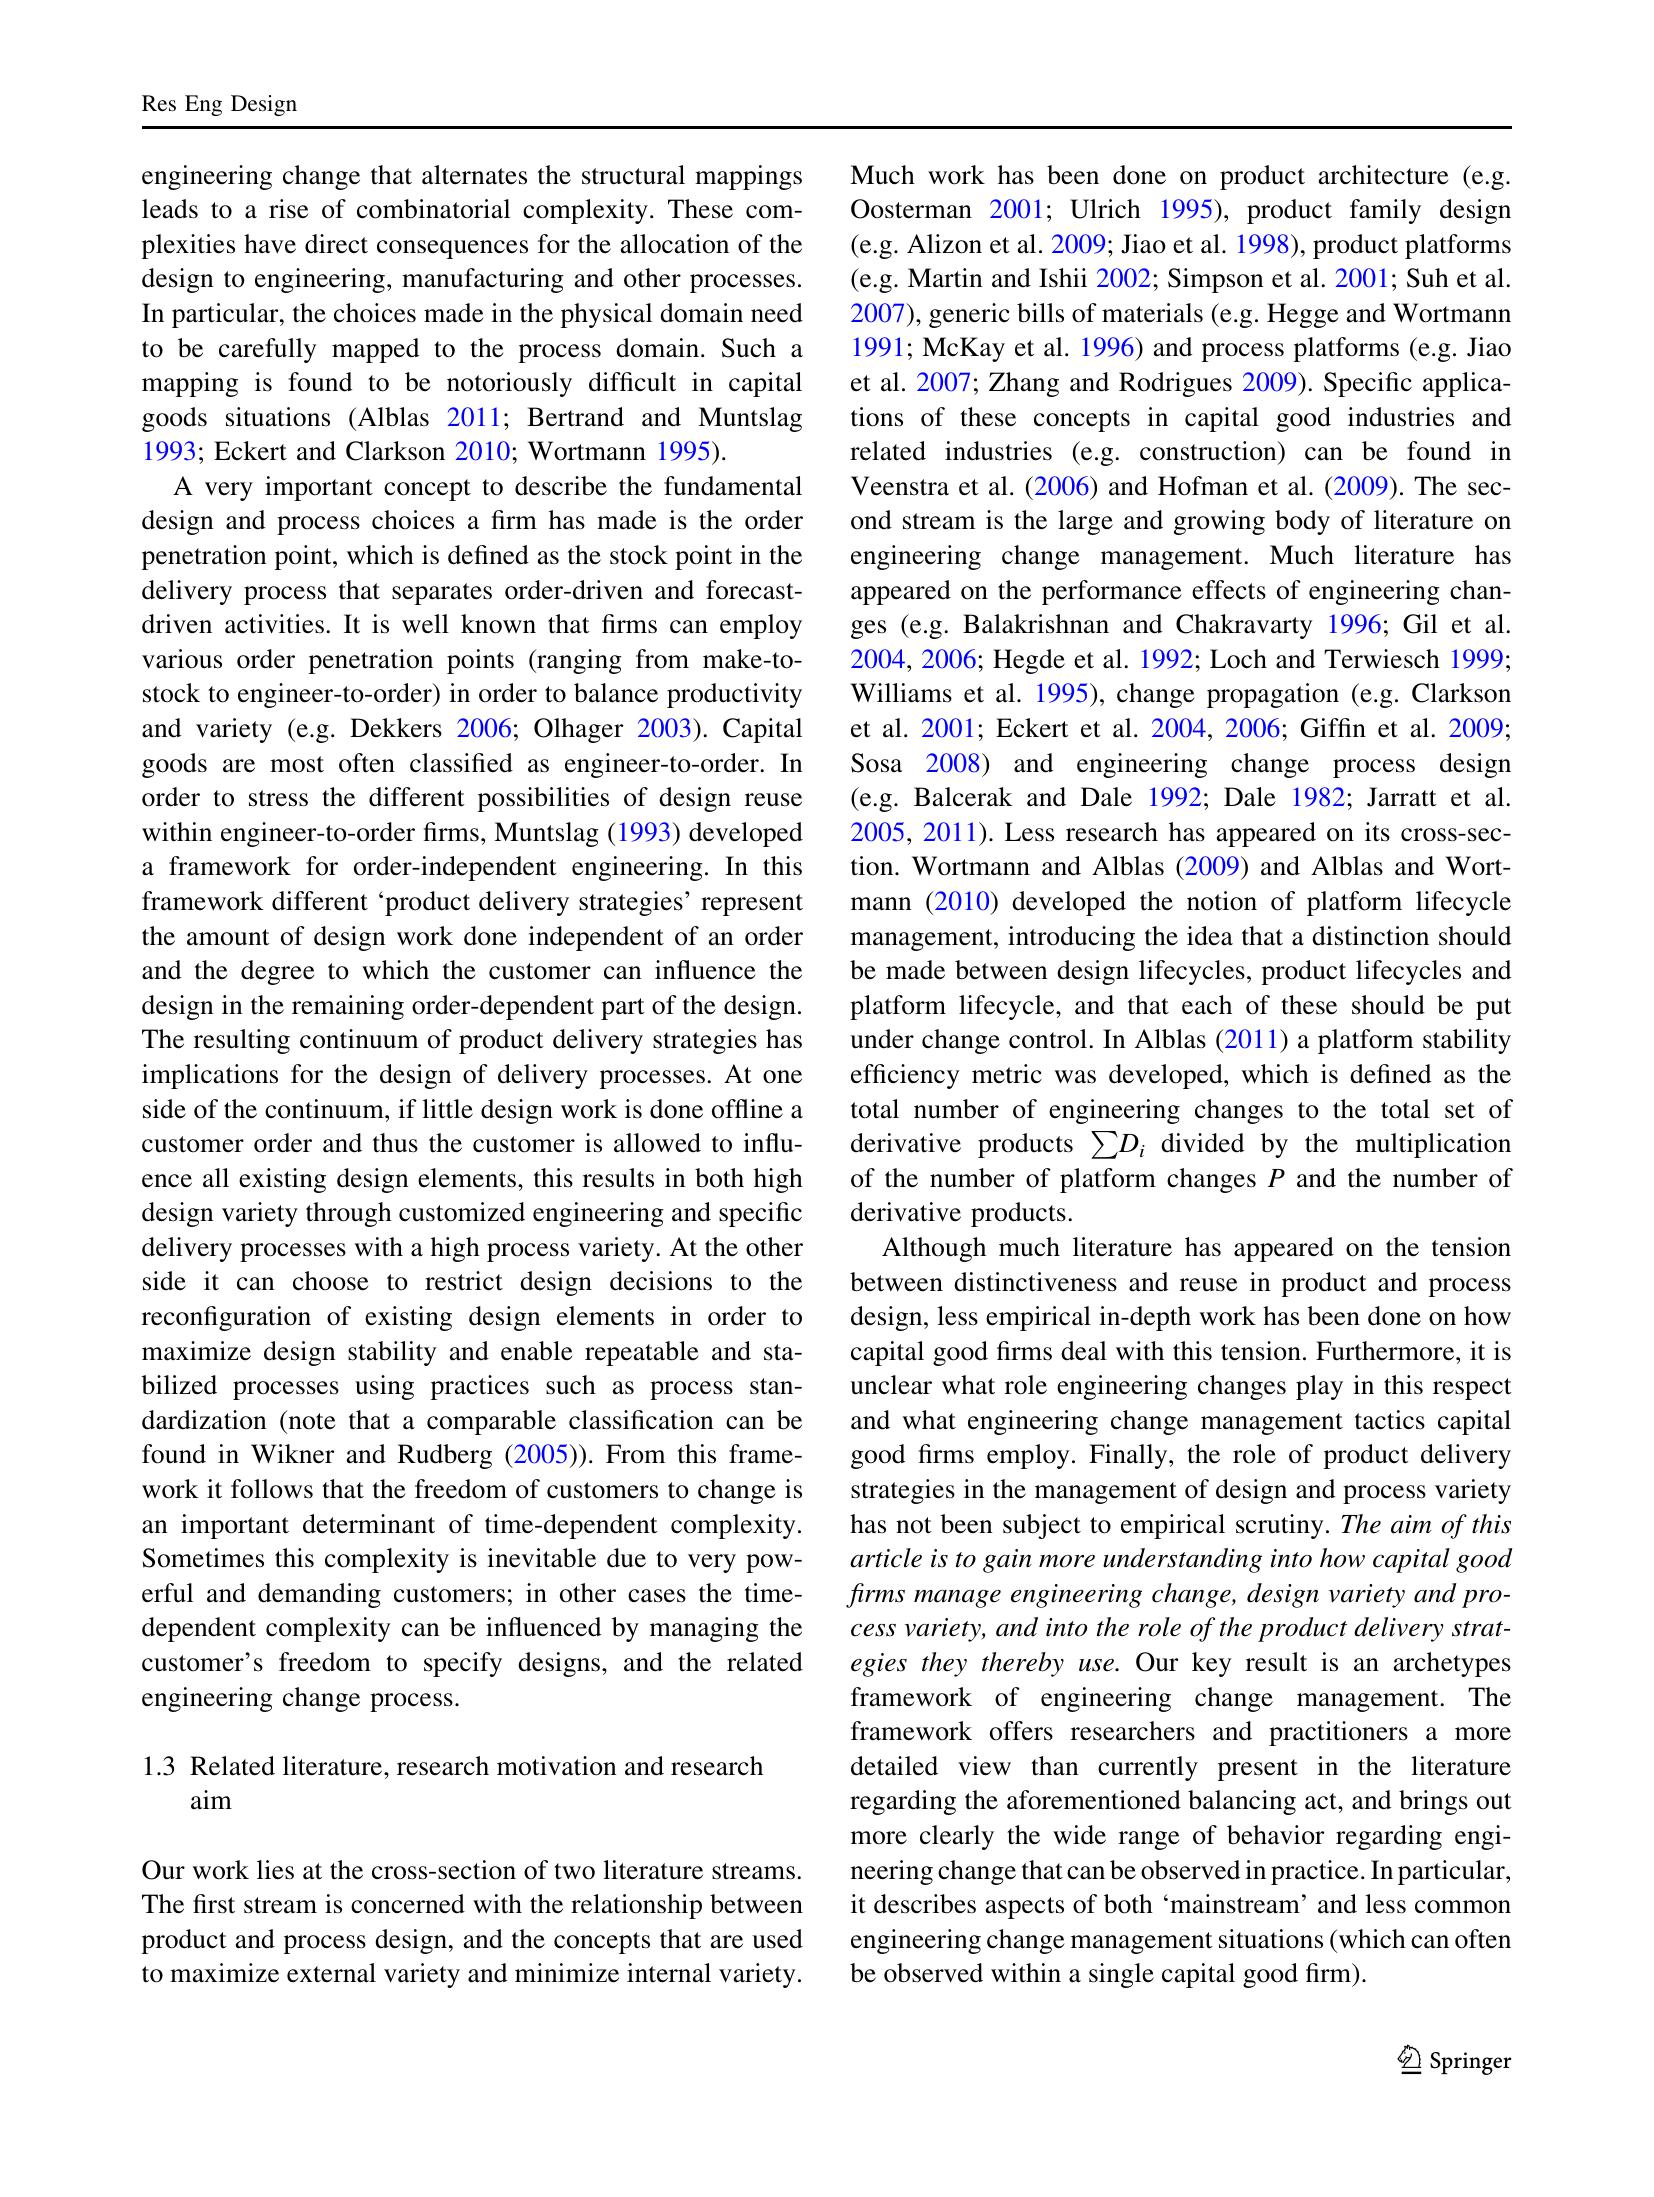 Res Eng Design
engineering change that alternates the structural mappings
leads to a rise of combinatorial complexity. These com-
plexities have direct consequences for the allocation of the
design to engineering, manufacturing and other processes.
In particular, the choices made in the physical domain need
to be carefully mapped to the process domain. Such a
mapping is found to be notoriously difficult in capital
goods situations (Alblas 2011; Bertrand and Muntslag
1993; Eckert and Clarkson 2010; Wortmann 1995).
A very important concept to describe the fundamental
design and process choices a firm has made is the order
penetration point, which is defined as the stock point in the
delivery process that separates order-driven and forecast-
driven activities. It is well known that firms can employ
various order penetration points (ranging from make-to-
stock to engineer-to-order) in order to balance productivity
and variety (e.g. Dekkers 2006; Olhager 2003). Capital
goods are most often classified as engineer-to-order. In
order to stress the different possibilities of design reuse
within engineer-to-order firms, Muntslag (1993) developed
a framework for order-independent engineering. In this
framework different ‘product delivery strategies’ represent
the amount of design work done independent of an order
and the degree to which the customer can influence the
design in the remaining order-dependent part of the design.
The resulting continuum of product delivery strategies has
implications for the design of delivery processes. At one
side of the continuum, if little design work is done offline a
customer order and thus the customer is allowed to influ-
ence all existing design elements, this results in both high
design variety through customized engineering and specific
delivery processes with a high process variety. At the other
side it can choose to restrict design decisions to the
reconfiguration of existing design elements in order to
maximize design stability and enable repeatable and sta-
bilized processes using practices such as process stan-
dardization (note that a comparable classification can be
found in Wikner and Rudberg (2005)). From this frame-
work it follows that the freedom of customers to change is
an important determinant of time-dependent complexity.
Sometimes this complexity is inevitable due to very pow-
erful and demanding customers; in other cases the time-
dependent complexity can be influenced by managing the
customer’s freedom to specify designs, and the related
engineering change process.
1.3 Related literature, research motivation and research
aim
Our work lies at the cross-section of two literature streams.
The first stream is concerned with the relationship between
product and process design, and the concepts that are used
to maximize external variety and minimize internal variety.
Much work has been done on product architecture (e.g.
Oosterman 2001; Ulrich 1995), product family design
(e.g. Alizon et al. 2009; Jiao et al. 1998), product platforms
(e.g. Martin and Ishii 2002; Simpson et al. 2001; Suh et al.
2007), generic bills of materials (e.g. Hegge and Wortmann
1991; McKay et al. 1996) and process platforms (e.g. Jiao
et al. 2007; Zhang and Rodrigues 2009). Specific applica-
tions of these concepts in capital good industries and
related industries (e.g. construction) can be found in
Veenstra et al. (2006) and Hofman et al. (2009). The sec-
ond stream is the large and growing body of literature on
engineering change management. Much literature has
appeared on the performance effects of engineering chan-
ges (e.g. Balakrishnan and Chakravarty 1996; Gil et al.
2004, 2006; Hegde et al. 1992; Loch and Terwiesch 1999;
Williams et al. 1995), change propagation (e.g. Clarkson
et al. 2001; Eckert et al. 2004, 2006; Giffin et al. 2009;
Sosa 2008) and engineering change process design
(e.g. Balcerak and Dale 1992; Dale 1982; Jarratt et al.
2005, 2011). Less research has appeared on its cross-sec-
tion. Wortmann and Alblas (2009) and Alblas and Wort-
mann (2010) developed the notion of platform lifecycle
management, introducing the idea that a distinction should
be made between design lifecycles, product lifecycles and
platform lifecycle, and that each of these should be put
under change control. In Alblas (2011) a platform stability
efficiency metric was developed, which is defined as the
total number of engineering changes to the total set of
derivative products ∑Di divided by the multiplication
of the number of platform changes P and the number of
derivative products.
Although much literature has appeared on the tension
between distinctiveness and reuse in product and process
design, less empirical in-depth work has been done on how
capital good firms deal with this tension. Furthermore, it is
unclear what role engineering changes play in this respect
and what engineering change management tactics capital
good firms employ. Finally, the role of product delivery
strategies in the management of design and process variety
has not been subject to empirical scrutiny. The aim of this
article is to gain more understanding into how capital good
firms manage engineering change, design variety and pro-
cess variety, and into the role of the product delivery strat-
egies they thereby use. Our key result is an archetypes
framework of engineering change management. The
framework offers researchers and practitioners a more
detailed view than currently present in the literature
regarding the aforementioned balancing act, and brings out
more clearly the wide range of behavior regarding engi-
neering change that can be observed in practice. In particular,
it describes aspects of both ‘mainstream’ and less common
engineering change management situations (which can often
be observed within a single capital good firm).
Springer